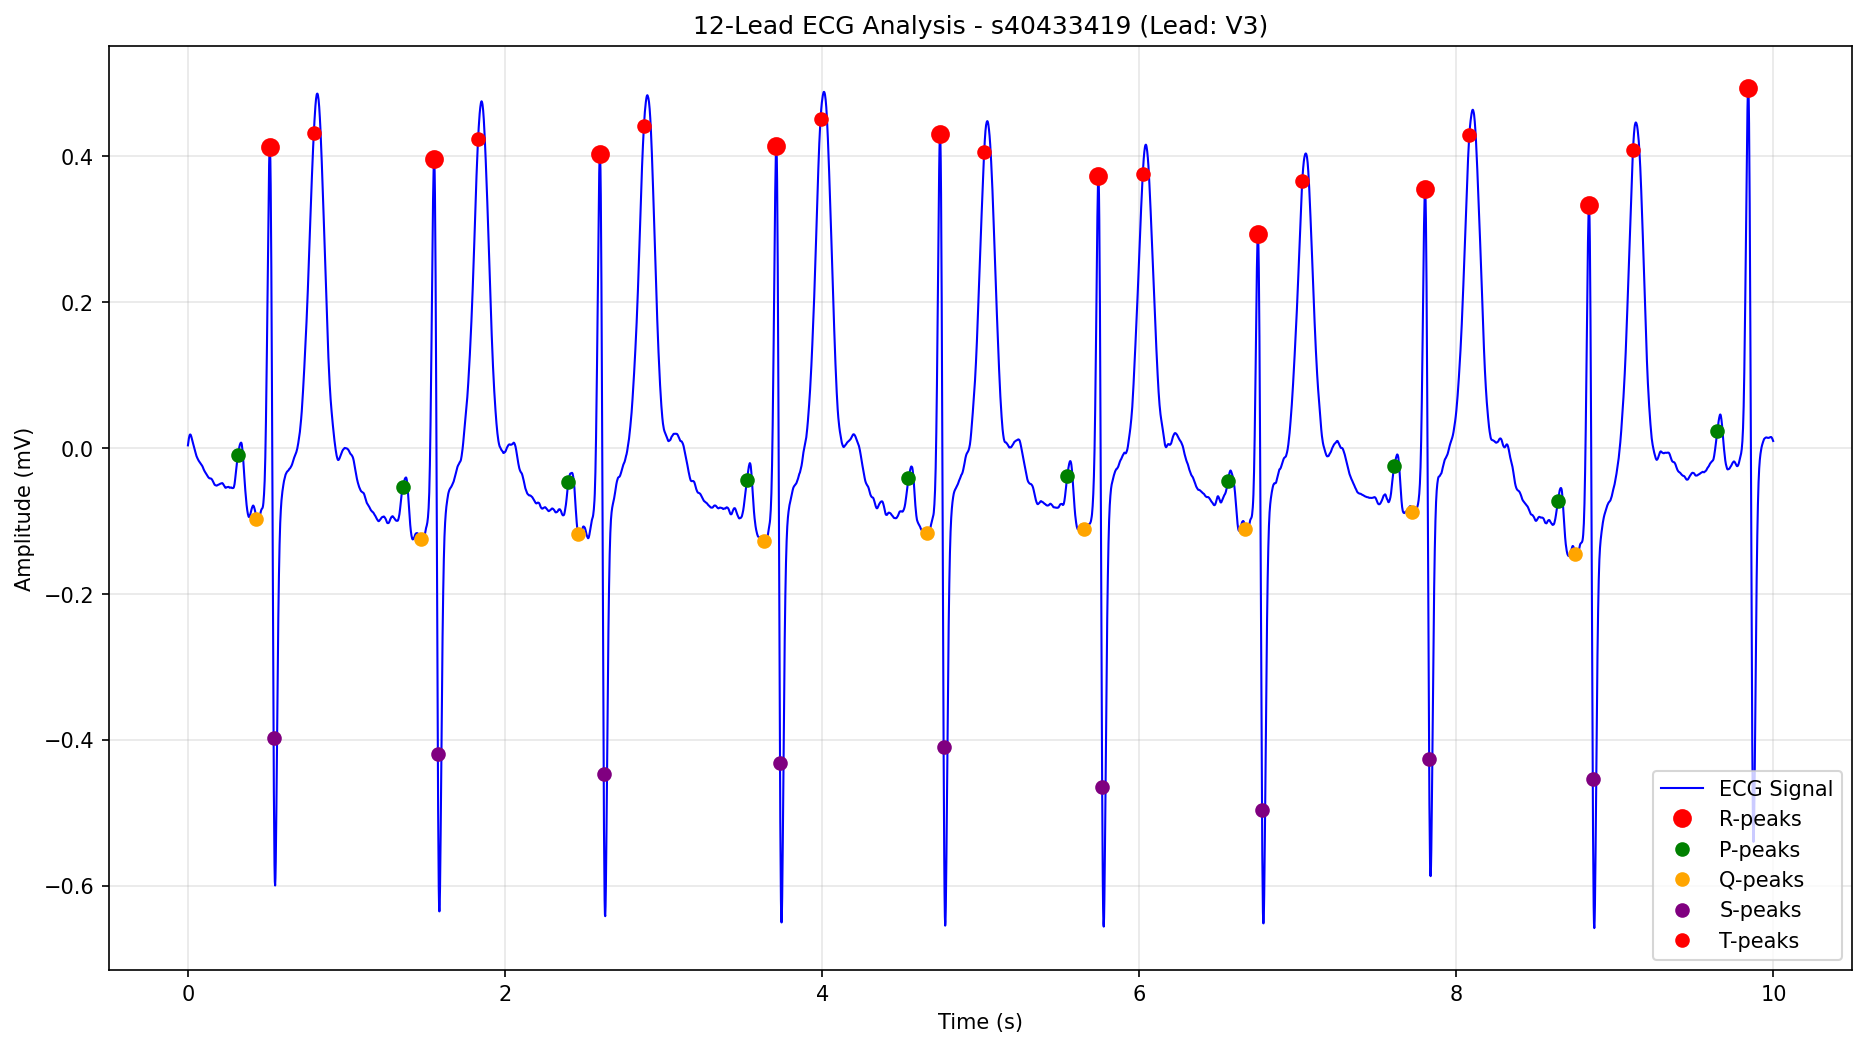 12-Lead ECG Analysis - s40433419 (Lead: V3)
Amplitude (mV)
0.4
0.2
0.0
−0.2
−0.4
−0.6
0 2 4 6 8 10
Time (s)
ECG Signal
R-peaks
P-peaks
Q-peaks
S-peaks
T-peaks